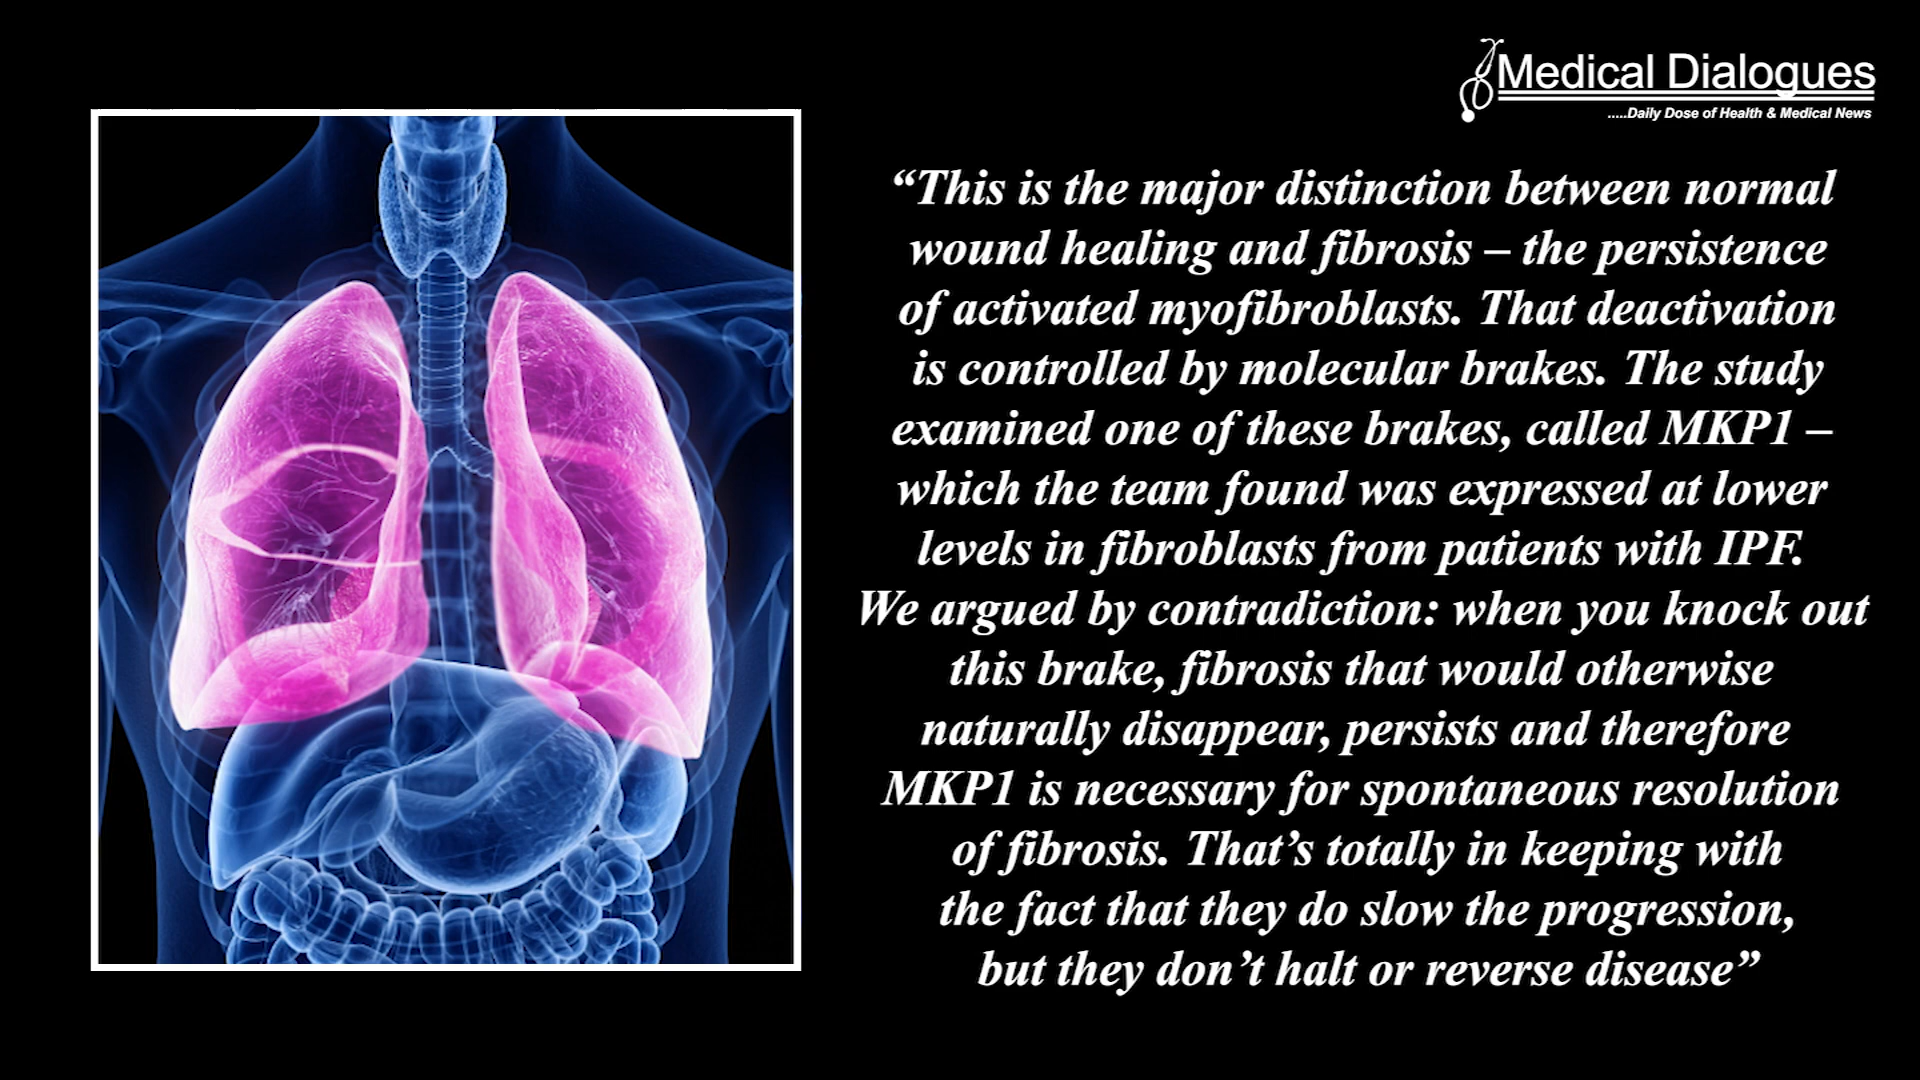 Medical Dialogues
.....Daily Dose of Health & Medical News
“This is the major distinction between normal
wound healing and fibrosis – the persistence
of activated myofibroblasts. That deactivation
is controlled by molecular brakes. The study
examined one of these brakes, called MKP1 –
which the team found was expressed at lower
levels in fibroblasts from patients with IPF.
We argued by contradiction: when you knock out
this brake, fibrosis that would otherwise
naturally disappear, persists and therefore
MKP1 is necessary for spontaneous resolution
of fibrosis. That’s totally in keeping with
the fact that they do slow the progression,
but they don’t halt or reverse disease”